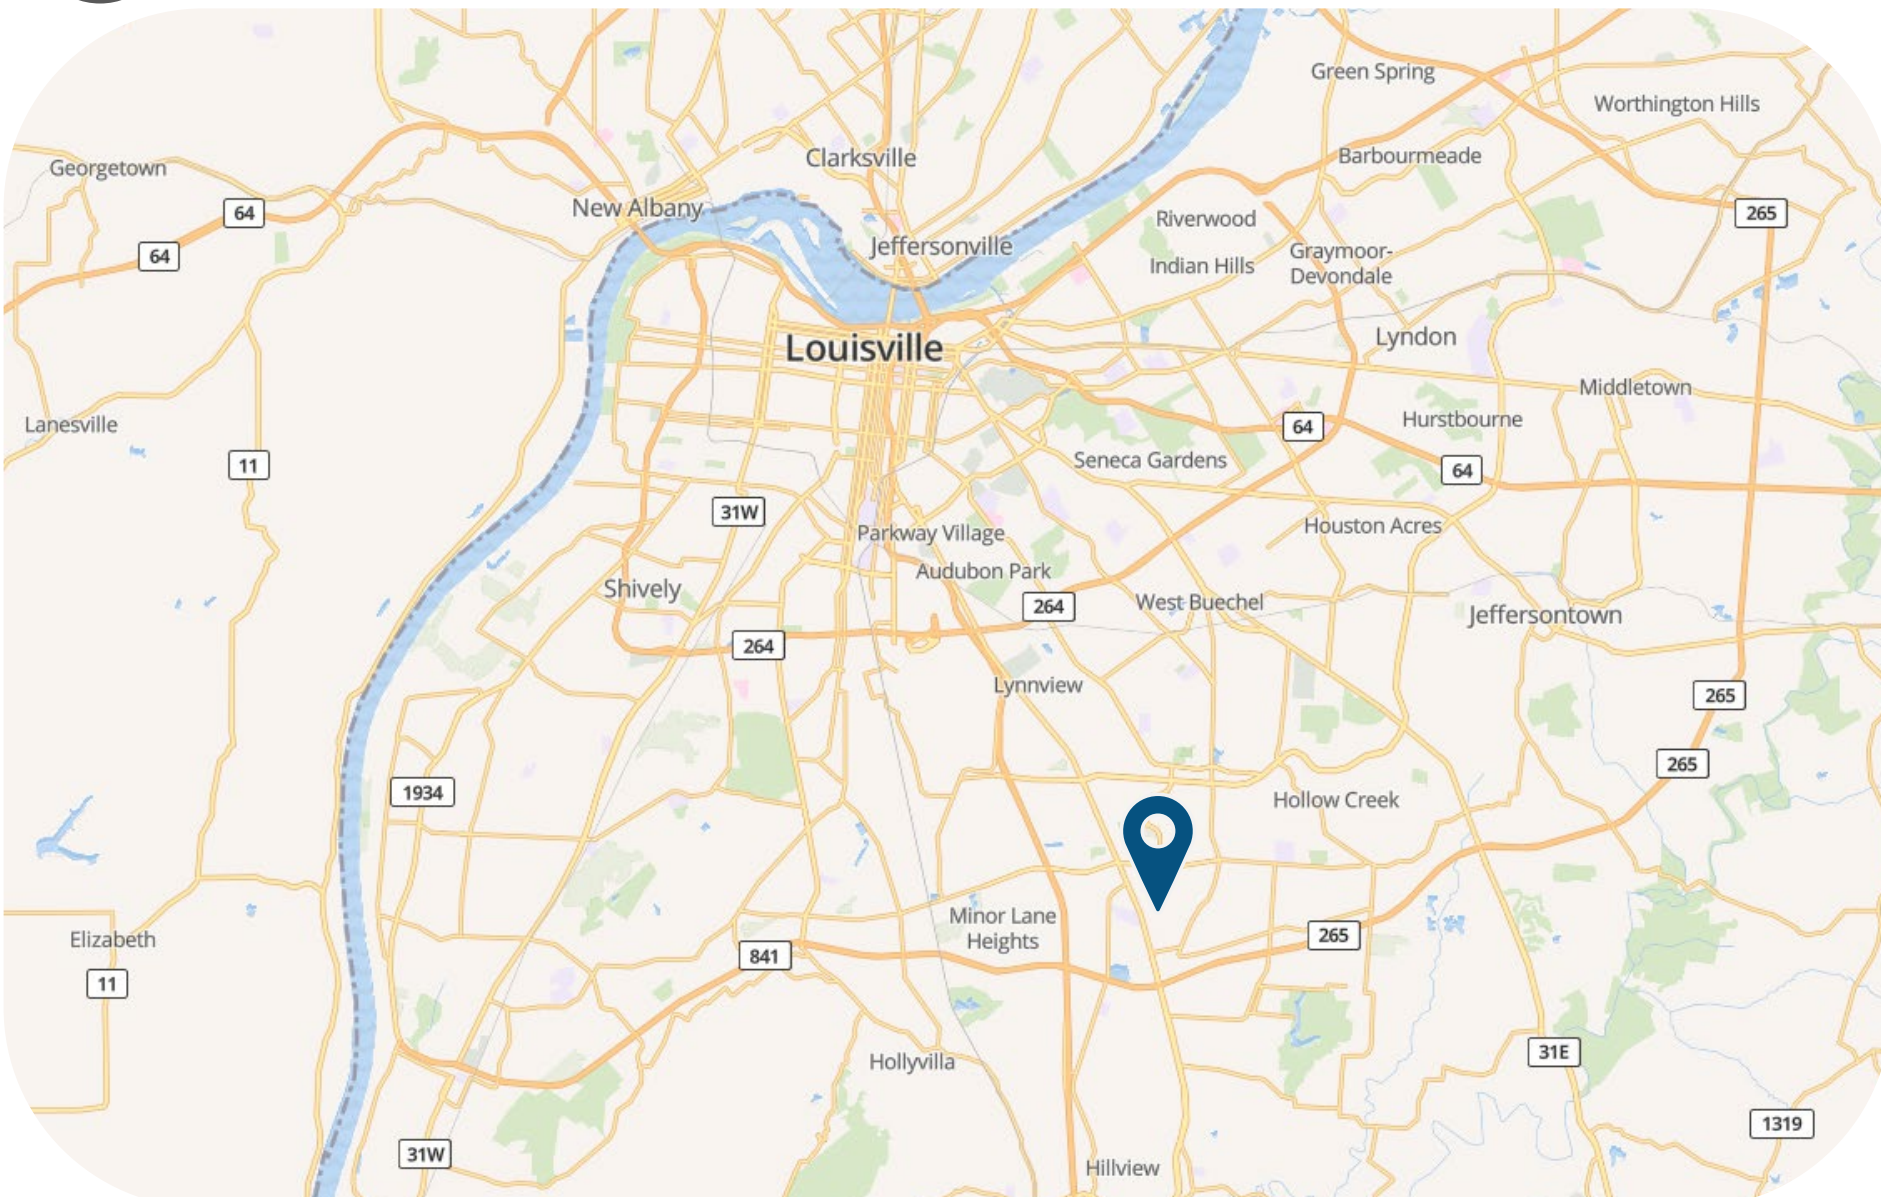 Green Spring
Worthington Hills
Clarksville
Barbourmeade
Georgetown
New Albany
64
265
Riverwood
64
Jeffersonville
Graymoor-
Devondale
Indian Hills
Louisville
Lyndon
Middletown
Lanesville
64
Hurstbourne
11
Seneca Gardens
64
31W
Houston Acres
Parkway Village
Audubon Park
Shively
264
West Buechel
Jeffersontown
264
Lynnview
265
265
1934
Hollow Creek
Minor Lane
Heights
Elizabeth
265
841
11
Hollyvilla
31E
1319
31W
Hillview